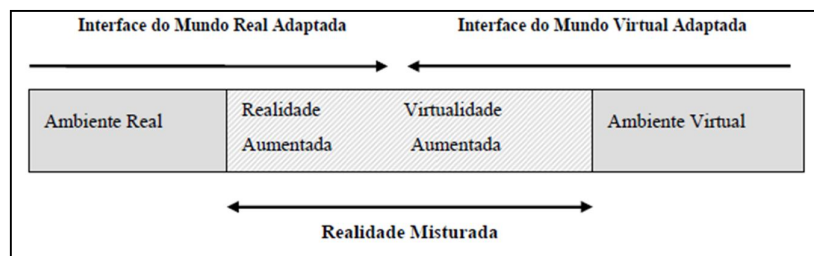 Interface do Mundo Real Adaptada
Interface do Mundo Virtual Adaptada
Ambiente Real
Realidade
Aumentada
Virtualidade
Aumentada
Ambiente Virtual
Realidade Misturada